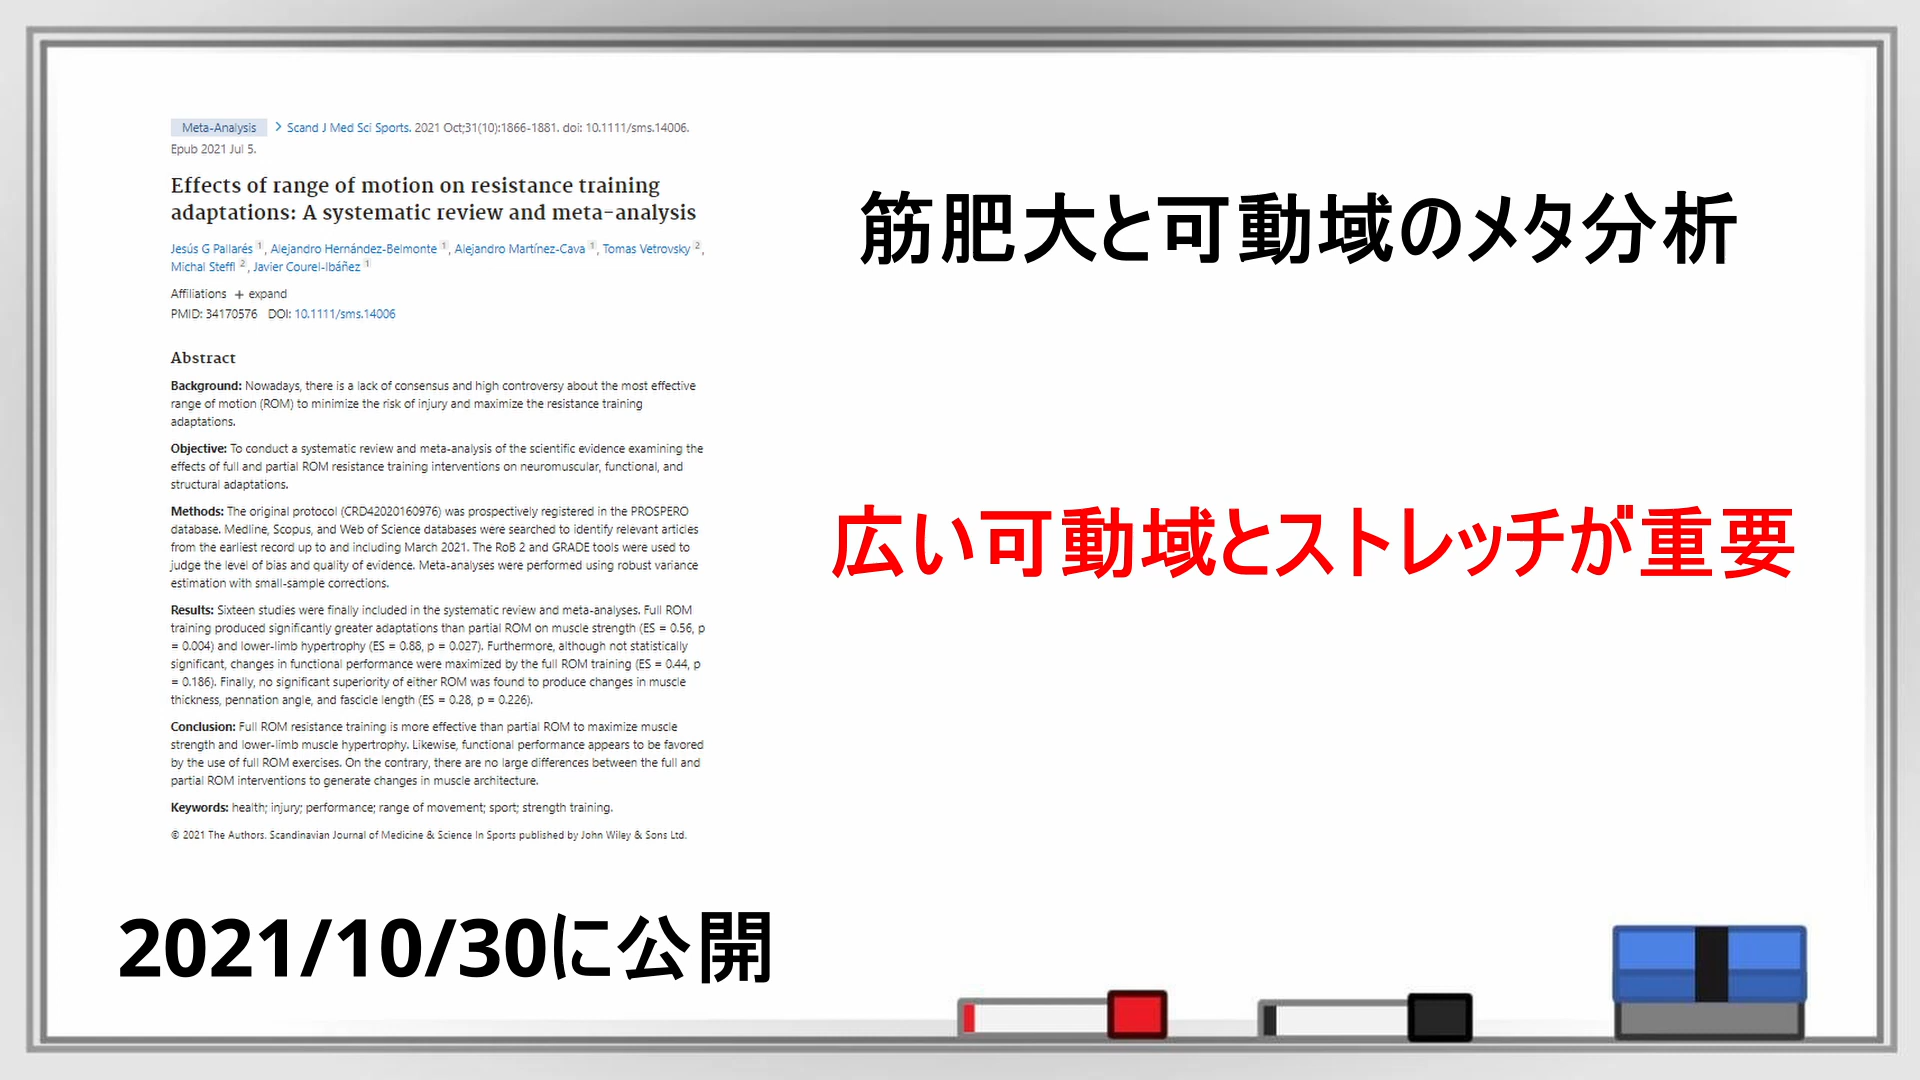 Meta-Analysis > Scand J Med Sci Sports. 2021 Oct;31(10):1866-1881. doi: 10.1111/sms.14006.
Epub 2021 Jul 5.
Effects of range of motion on resistance training
adaptations: A systematic review and meta-analysis
Jesús G Pallarés 1, Alejandro Hernández-Belmonte 1, Alejandro Martínez-Cava 1, Tomas Vetrovsky 2,
Michal Steffl 2, Javier Courel-Ibáñez 1
Affiliations + expand
PMID: 34170576 DOI: 10.1111/sms.14006
Abstract
Background: Nowadays, there is a lack of consensus and high controversy about the most effective
range of motion (ROM) to minimize the risk of injury and maximize the resistance training
adaptations.
Objective: To conduct a systematic review and meta-analysis of the scientific evidence examining the
effects of full and partial ROM resistance training interventions on neuromuscular, functional, and
structural adaptations.
Methods: The original protocol (CRD42020160976) was prospectively registered in the PROSPERO
database. Medline, Scopus, and Web of Science databases were searched to identify relevant articles
from the earliest record up to and including March 2021. The RoB 2 and GRADE tools were used to
judge the level of bias and quality of evidence. Meta-analyses were performed using robust variance
estimation with small-sample corrections.
Results: Sixteen studies were finally included in the systematic review and meta-analyses. Full ROM
training produced significantly greater adaptations than partial ROM on muscle strength (ES = 0.56, p
= 0.004) and lower-limb hypertrophy (ES = 0.88, p = 0.027). Furthermore, although not statistically
significant, changes in functional performance were maximized by the full ROM training (ES = 0.44, p
= 0.186). Finally, no significant superiority of either ROM was found to produce changes in muscle
thickness, pennation angle, and fascicle length (ES = 0.28, p = 0.226).
Conclusion: Full ROM resistance training is more effective than partial ROM to maximize muscle
strength and lower-limb muscle hypertrophy. Likewise, functional performance appears to be favored
by the use of full ROM exercises. On the contrary, there are no large differences between the full and
partial ROM interventions to generate changes in muscle architecture.
Keywords: health; injury; performance; range of movement; sport; strength training.
© 2021 The Authors. Scandinavian Journal of Medicine & Science In Sports published by John Wiley & Sons Ltd.
筋肥大と可動域のメタ分析
広い可動域とストレッチが重要
2021/10/30に公開